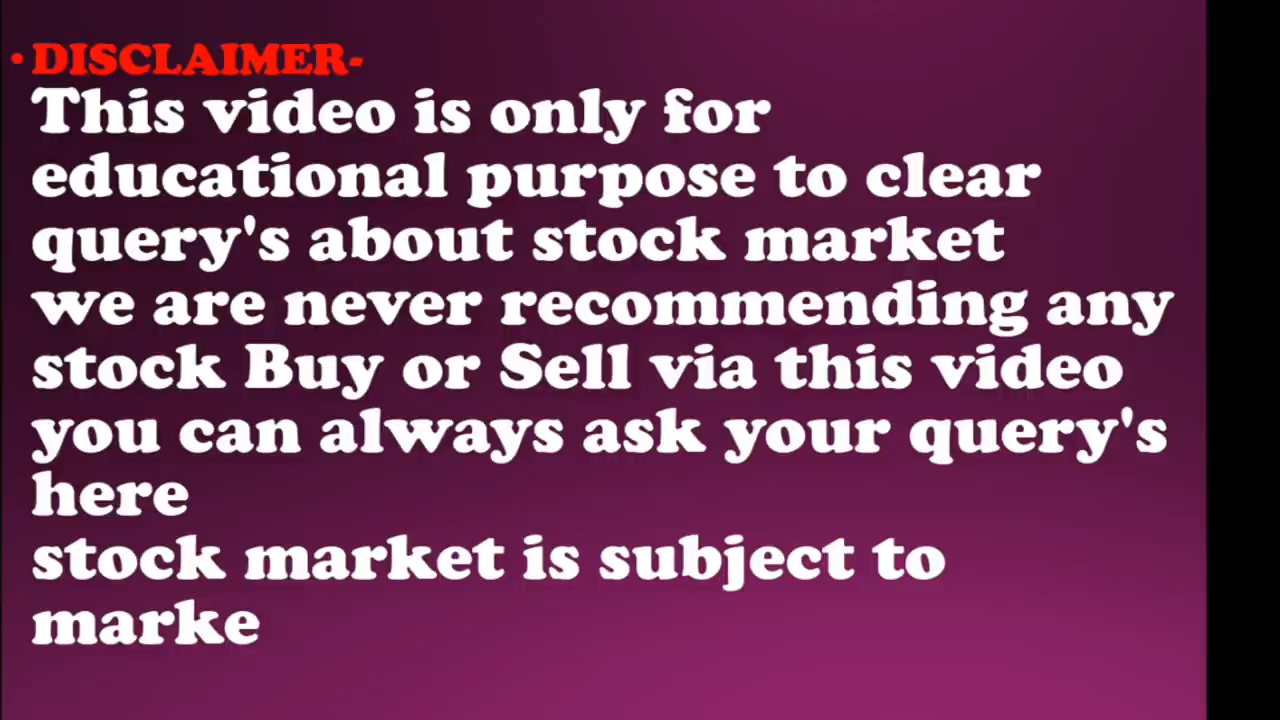 • DISCLAIMER-
This video is only for
educational purpose to clear
query's about stock market
we are never recommending any
stock Buy or Sell via this video
you can always ask your query's
here
stock market is subject to
marke